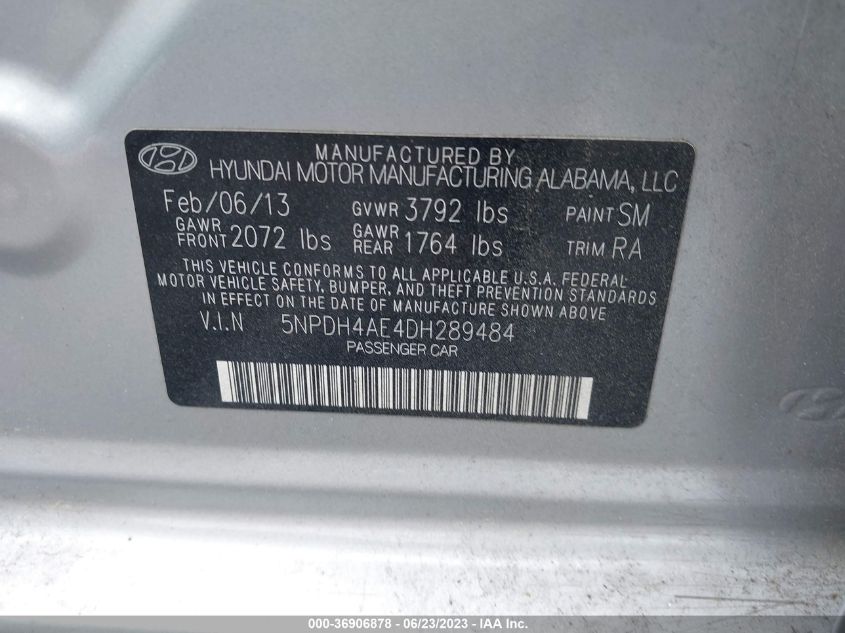 MANUFACTURED BY
HYUNDAI MOTOR MANUFACTURING ALABAMA, LLC
Feb/06/13 GVWR 3792 lbs PAINT SM
GAWR FRONT 2072 lbs GAWR REAR 1764 lbs TRIM RA
THIS VEHICLE CONFORMS TO ALL APPLICABLE U.S.A. FEDERAL
MOTOR VEHICLE SAFETY, BUMPER, AND THEFT PREVENTION STANDARDS
IN EFFECT ON THE DATE OF MANUFACTURE SHOWN ABOVE
V.I.N 5NPDH4AE4DH289484
PASSENGER CAR
000-36906878 - 06/23/2023 - IAA Inc.